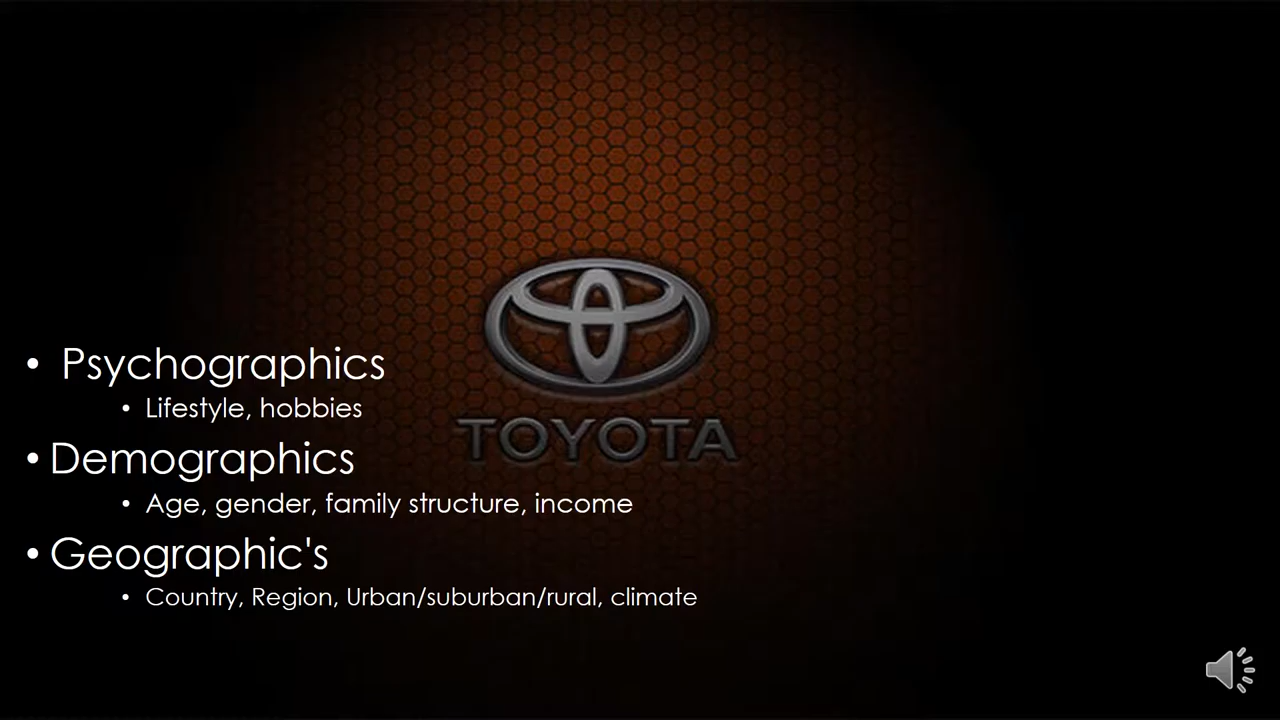 TOYOTA
• Psychographics
• Lifestyle, hobbies
• Demographics
• Age, gender, family structure, income
• Geographic's
• Country, Region, Urban/suburban/rural, climate